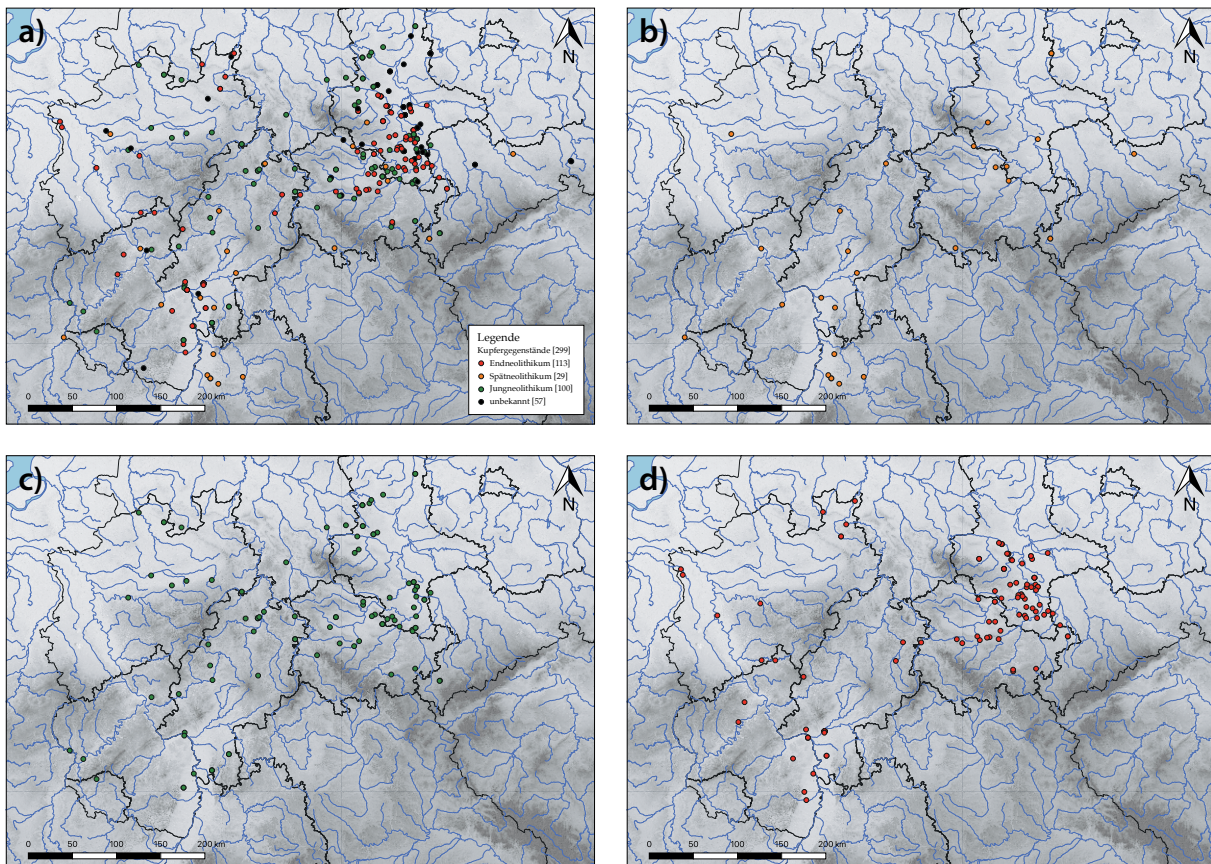 a)
N
Legende
Kupfergegenstände [299]
Endneolithikum [113]
Spätneolithikum [29]
Jungneolithikum [100]
unbekannt [57]
0 50 100 150 200 km
b)
N
0 50 100 150 200 km
c)
N
0 50 100 150 200 km
d)
N
0 50 100 150 200 km